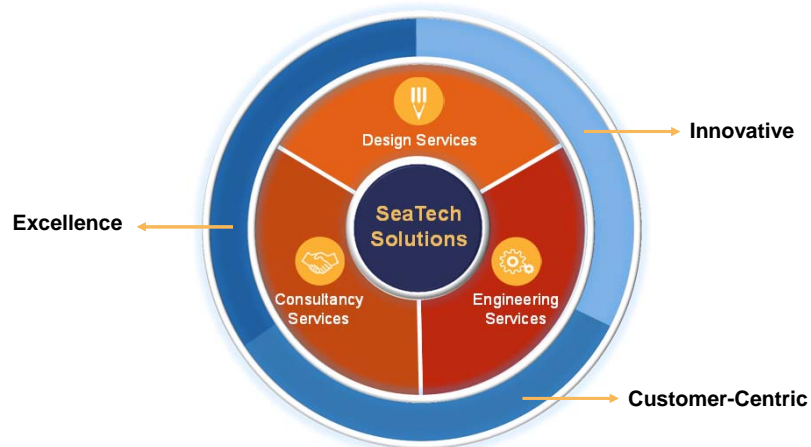 Design Services
Innovative
SeaTech
Solutions
Excellence
Consultancy
Services
Engineering
Services
Customer-Centric